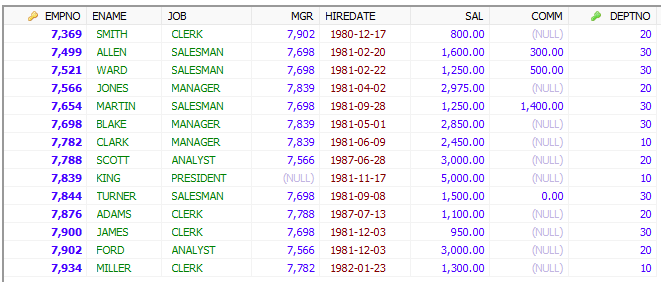 EMPNO ENAME JOB MGR HIREDATE SAL COMM DEPTNO
7,369 SMITH CLERK 7,902 1980-12-17 800.00 (NULL) 20
7,499 ALLEN SALESMAN 7,698 1981-02-20 1,600.00 300.00 30
7,521 WARD SALESMAN 7,698 1981-02-22 1,250.00 500.00 30
7,566 JONES MANAGER 7,839 1981-04-02 2,975.00 (NULL) 20
7,654 MARTIN SALESMAN 7,698 1981-09-28 1,250.00 1,400.00 30
7,698 BLAKE MANAGER 7,839 1981-05-01 2,850.00 (NULL) 30
7,782 CLARK MANAGER 7,839 1981-06-09 2,450.00 (NULL) 10
7,788 SCOTT ANALYST 7,566 1987-06-28 3,000.00 (NULL) 20
7,839 KING PRESIDENT (NULL) 1981-11-17 5,000.00 (NULL) 10
7,844 TURNER SALESMAN 7,698 1981-09-08 1,500.00 0.00 30
7,876 ADAMS CLERK 7,788 1987-07-13 1,100.00 (NULL) 20
7,900 JAMES CLERK 7,698 1981-12-03 950.00 (NULL) 30
7,902 FORD ANALYST 7,566 1981-12-03 3,000.00 (NULL) 20
7,934 MILLER CLERK 7,782 1982-01-23 1,300.00 (NULL) 10